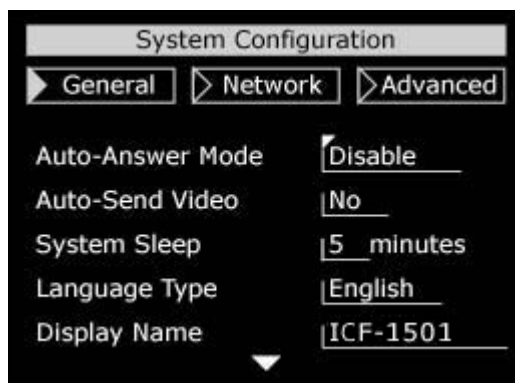 System Configuration
General Network Advanced
Auto-Answer Mode Disable
Auto-Send Video No
System Sleep 5 minutes
Language Type English
Display Name ICF-1501